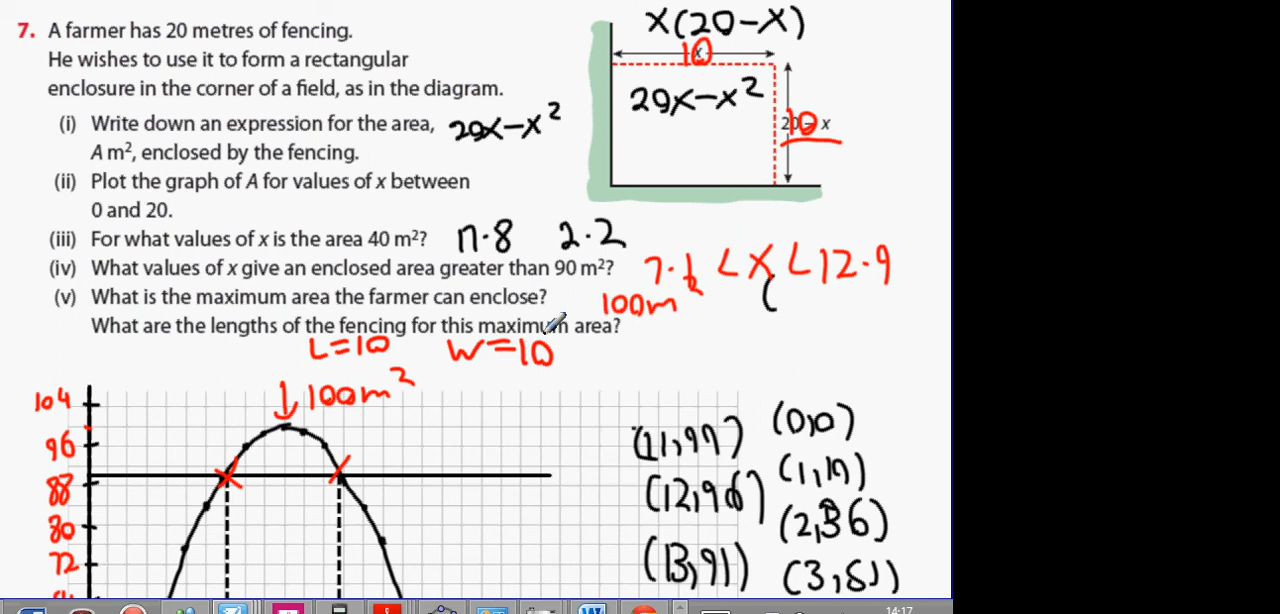 7. A farmer has 20 metres of fencing.
He wishes to use it to form a rectangular
enclosure in the corner of a field, as in the diagram.
(i) Write down an expression for the area,
A m², enclosed by the fencing.
20x-x²
(ii) Plot the graph of A for values of x between
0 and 20.
(iii) For what values of x is the area 40 m²?
17.8 2.2
(iv) What values of x give an enclosed area greater than 90 m²?
< x < 12.9
(v) What is the maximum area the farmer can enclose?
100m
What are the lengths of the fencing for this maximum area?
L=10 W=10
x(20-x)
10
20x-x²
10 x
100m²
104
96
88
80
72
(11,99) (0,0)
(12,96) (1,19)
(2,36)
(13,91) (3,51)
14:17